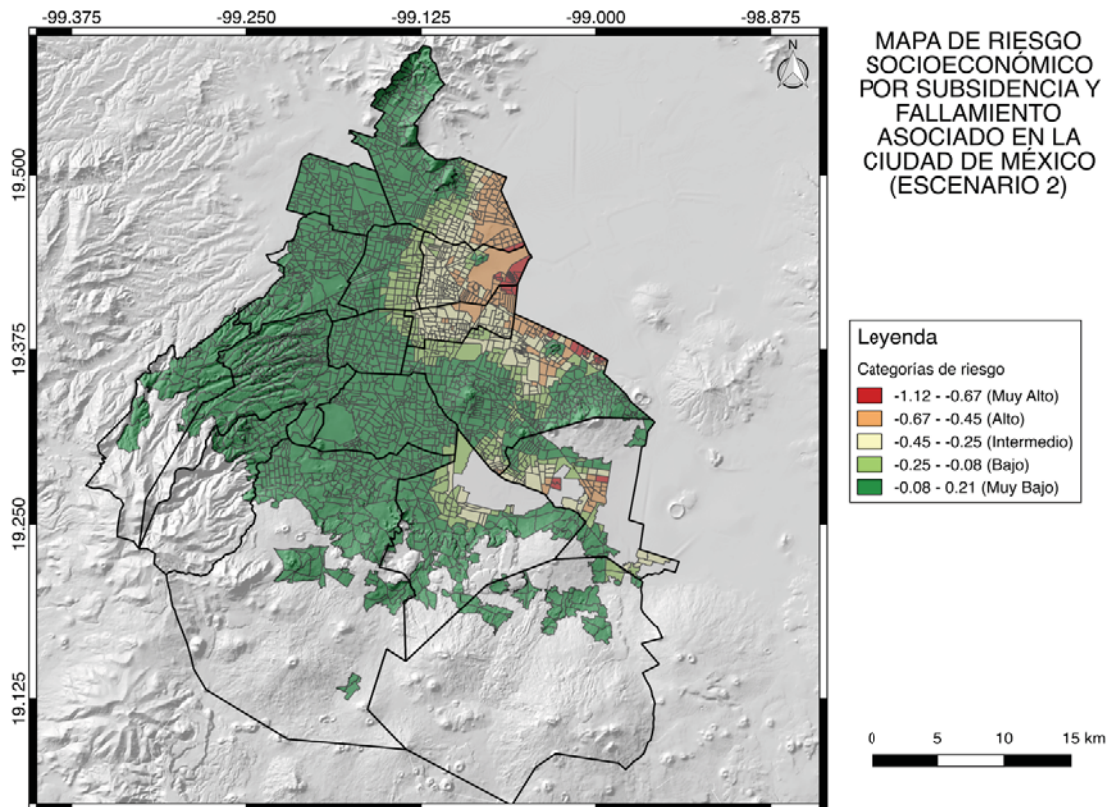 -99.375 -99.250 -99.125 -99.000 -98.875
N
MAPA DE RIESGO
SOCIOECONÓMICO
POR SUBSIDENCIA Y
FALLAMIENTO
ASOCIADO EN LA
CIUDAD DE MÉXICO
(ESCENARIO 2)
19.500
19.375
19.250
19.125
Leyenda
Categorías de riesgo
-1.12 - -0.67 (Muy Alto)
-0.67 - -0.45 (Alto)
-0.45 - -0.25 (Intermedio)
-0.25 - -0.08 (Bajo)
-0.08 - 0.21 (Muy Bajo)
0 5 10 15 km